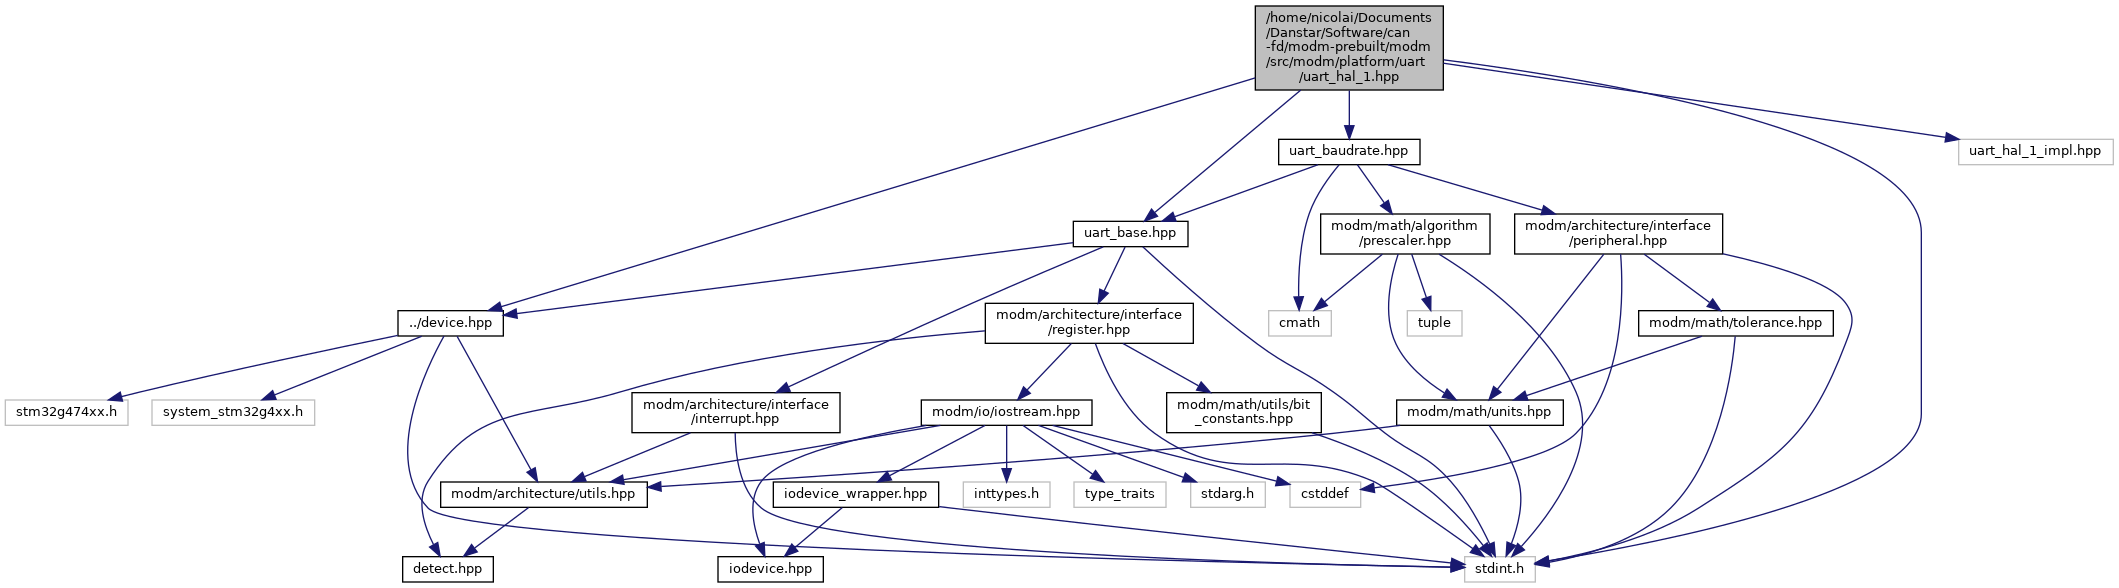 /home/nicolai/Documents
/Danstar/Software/can
-fd/modm-prebuilt/modm
/src/modm/platform/uart
/uart_hal_1.hpp
uart_baudrate.hpp
uart_hal_1_impl.hpp
uart_base.hpp
modm/math/algorithm
/prescaler.hpp
modm/architecture/interface
/peripheral.hpp
../device.hpp
modm/architecture/interface
/register.hpp
cmath
tuple
modm/math/tolerance.hpp
stm32g474xx.h
system_stm32g4xx.h
modm/architecture/interface
/interrupt.hpp
modm/io/iostream.hpp
modm/math/utils/bit
_constants.hpp
modm/math/units.hpp
modm/architecture/utils.hpp
iodevice_wrapper.hpp
inttypes.h
type_traits
stdarg.h
cstddef
detect.hpp
iodevice.hpp
stdint.h